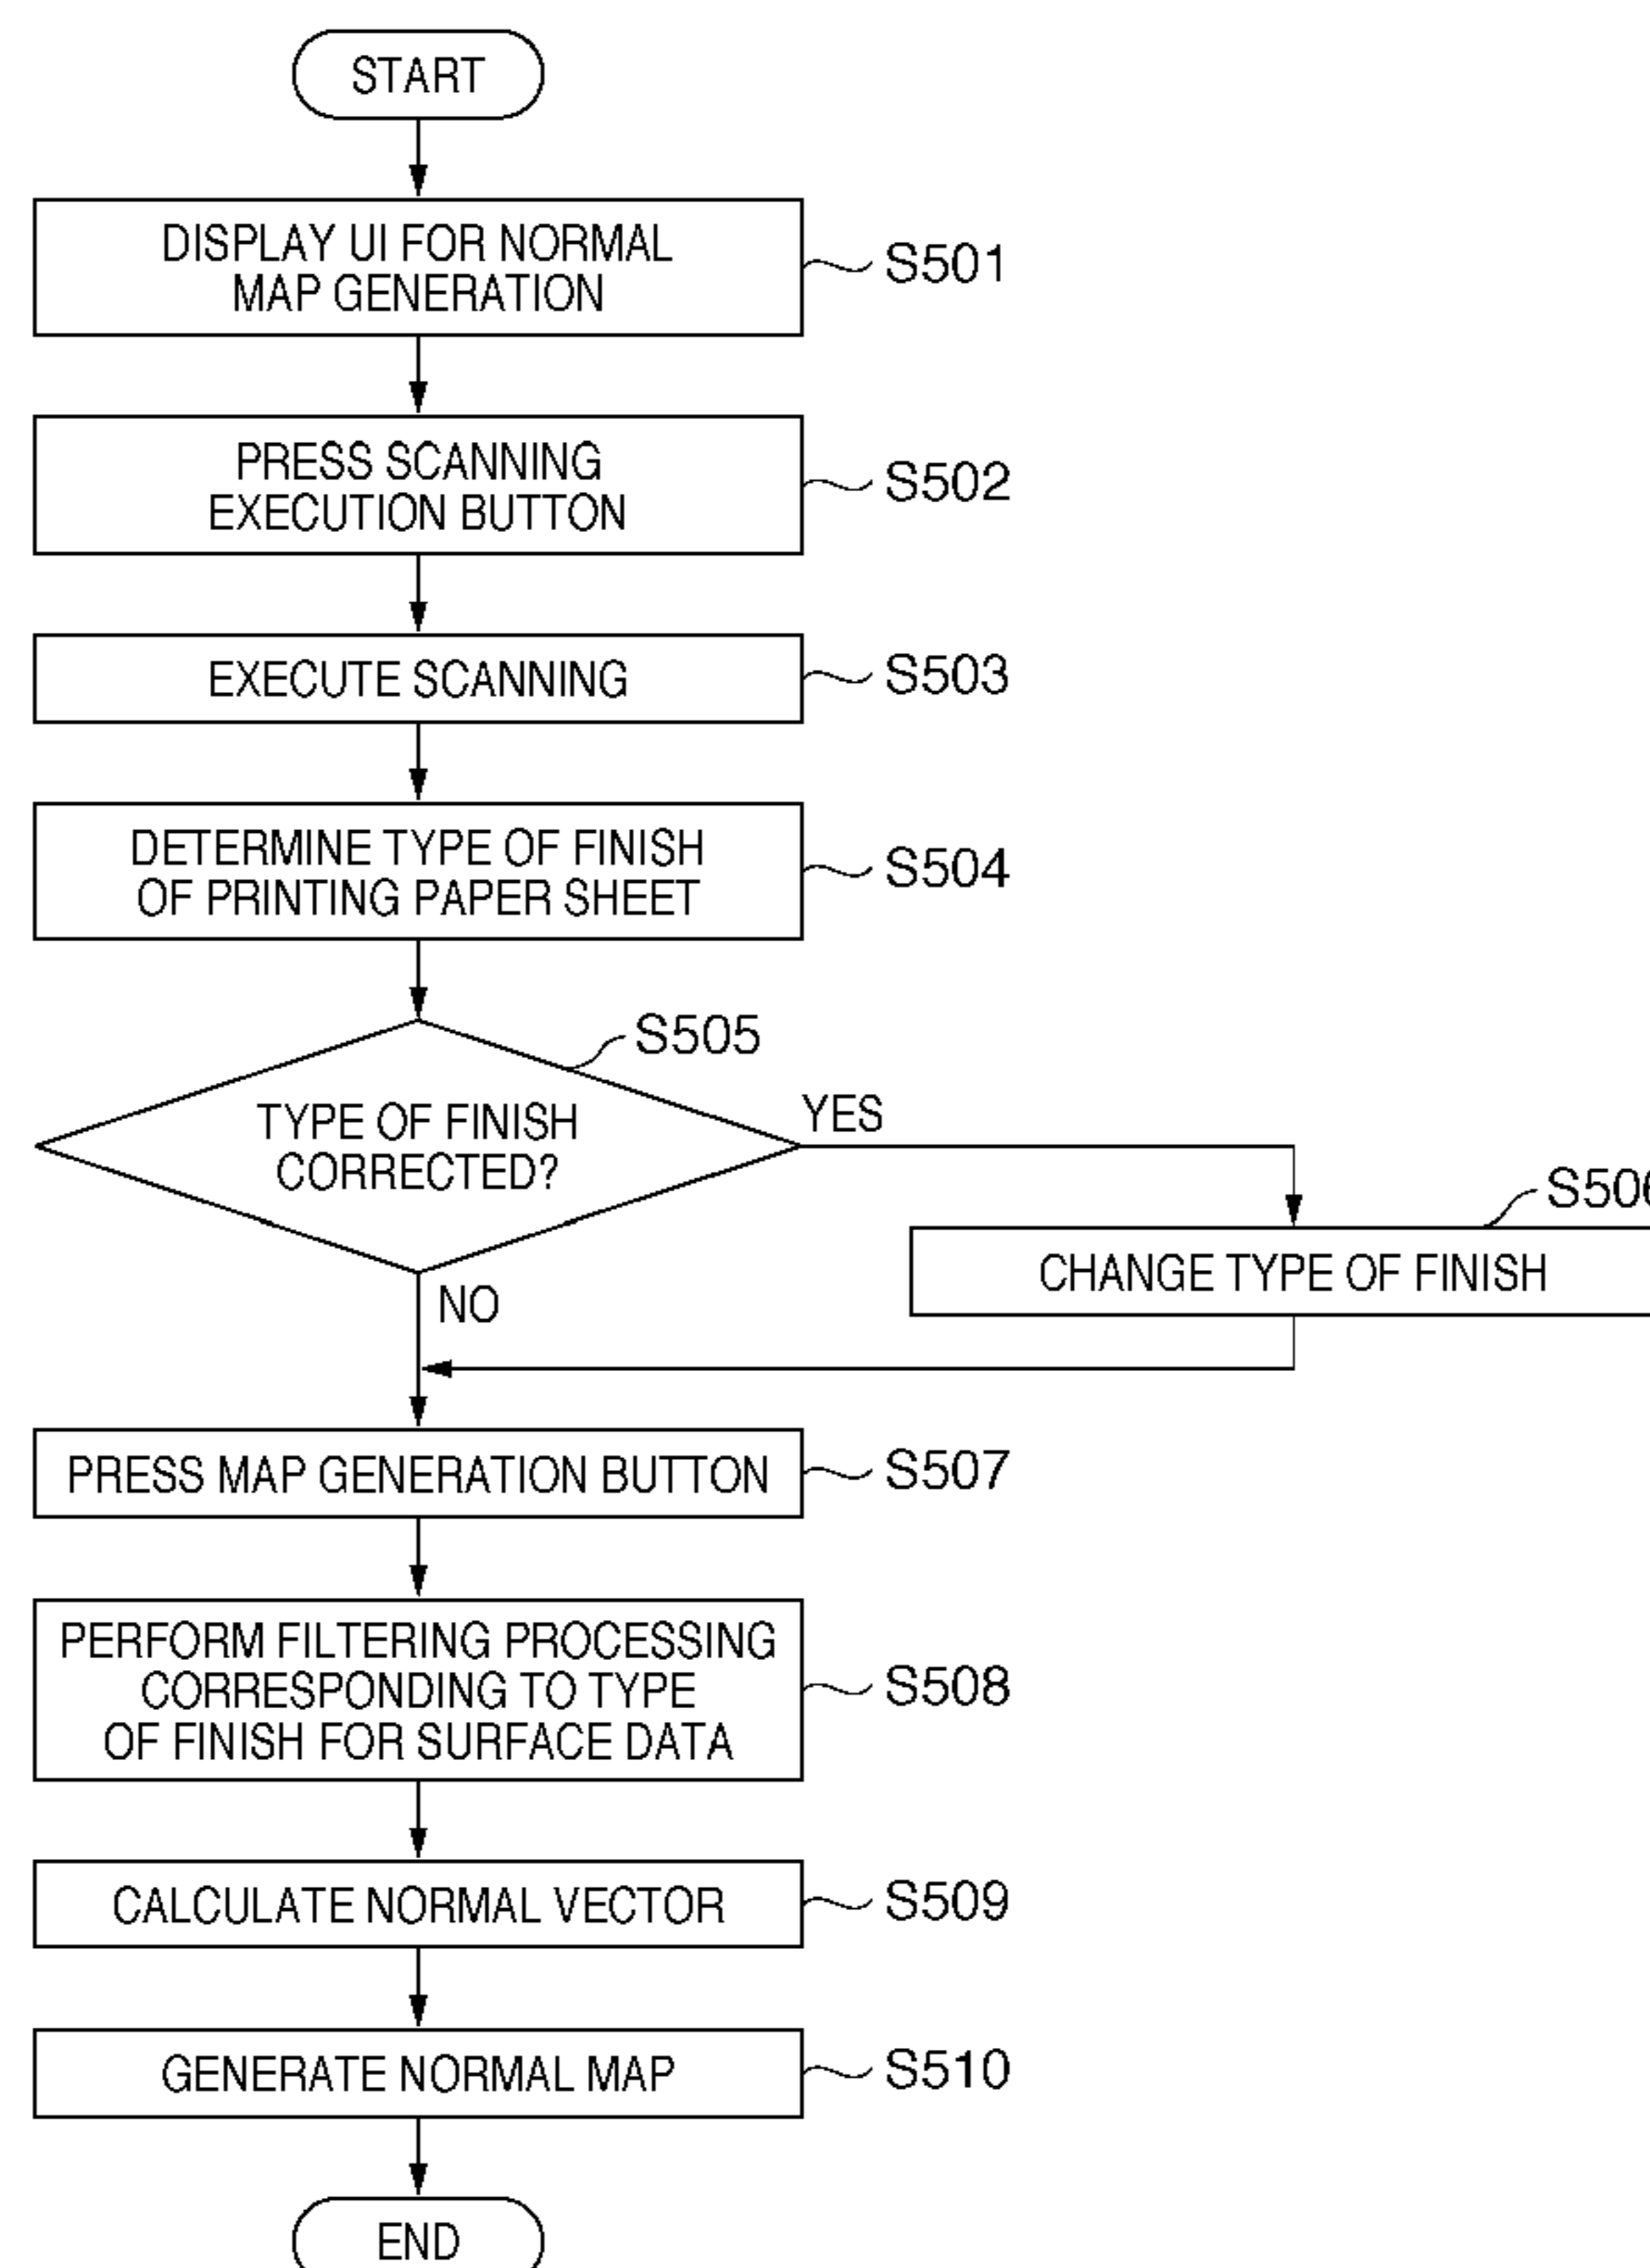 START
DISPLAY UI FOR NORMAL
MAP GENERATION
S501
PRESS SCANNING
EXECUTION BUTTON
S502
EXECUTE SCANNING
S503
DETERMINE TYPE OF FINISH
OF PRINTING PAPER SHEET
S504
S505
TYPE OF FINISH
CORRECTED?
YES
S506
CHANGE TYPE OF FINISH
NO
PRESS MAP GENERATION BUTTON
S507
PERFORM FILTERING PROCESSING
CORRESPONDING TO TYPE
OF FINISH FOR SURFACE DATA
S508
CALCULATE NORMAL VECTOR
S509
GENERATE NORMAL MAP
S510
END